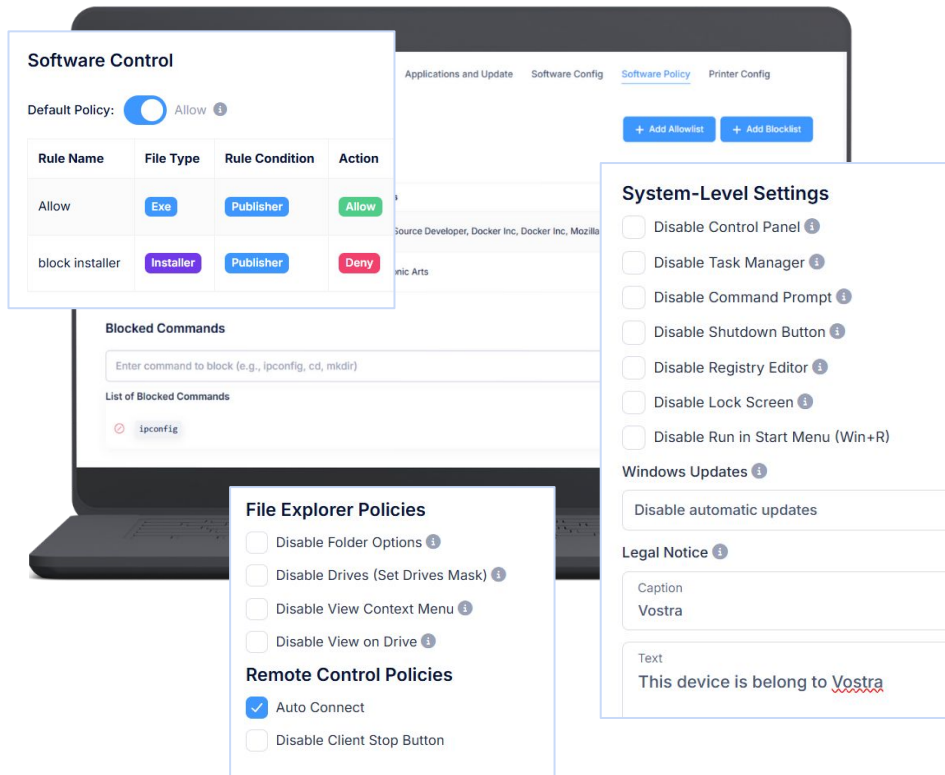 Software Control
Default Policy: Allow
Rule Name File Type Rule Condition Action
Allow Exe Publisher Allow
block installer Installer Publisher Deny
Applications and Update Software Config Software Policy Printer Config
+ Add Allowlist + Add Blocklist
Source Developer, Docker Inc, Docker Inc, Mozilla
Arts
Blocked Commands
Enter command to block (e.g., ipconfig, cd, mkdir)
List of Blocked Commands
ipconfig
System-Level Settings
Disable Control Panel
Disable Task Manager
Disable Command Prompt
Disable Shutdown Button
Disable Registry Editor
Disable Lock Screen
Disable Run in Start Menu (Win+R)
Windows Updates
Disable automatic updates
Legal Notice
Caption
Vostra
Text
This device is belong to Vostra
File Explorer Policies
Disable Folder Options
Disable Drives (Set Drives Mask)
Disable View Context Menu
Disable View on Drive
Remote Control Policies
Auto Connect
Disable Client Stop Button